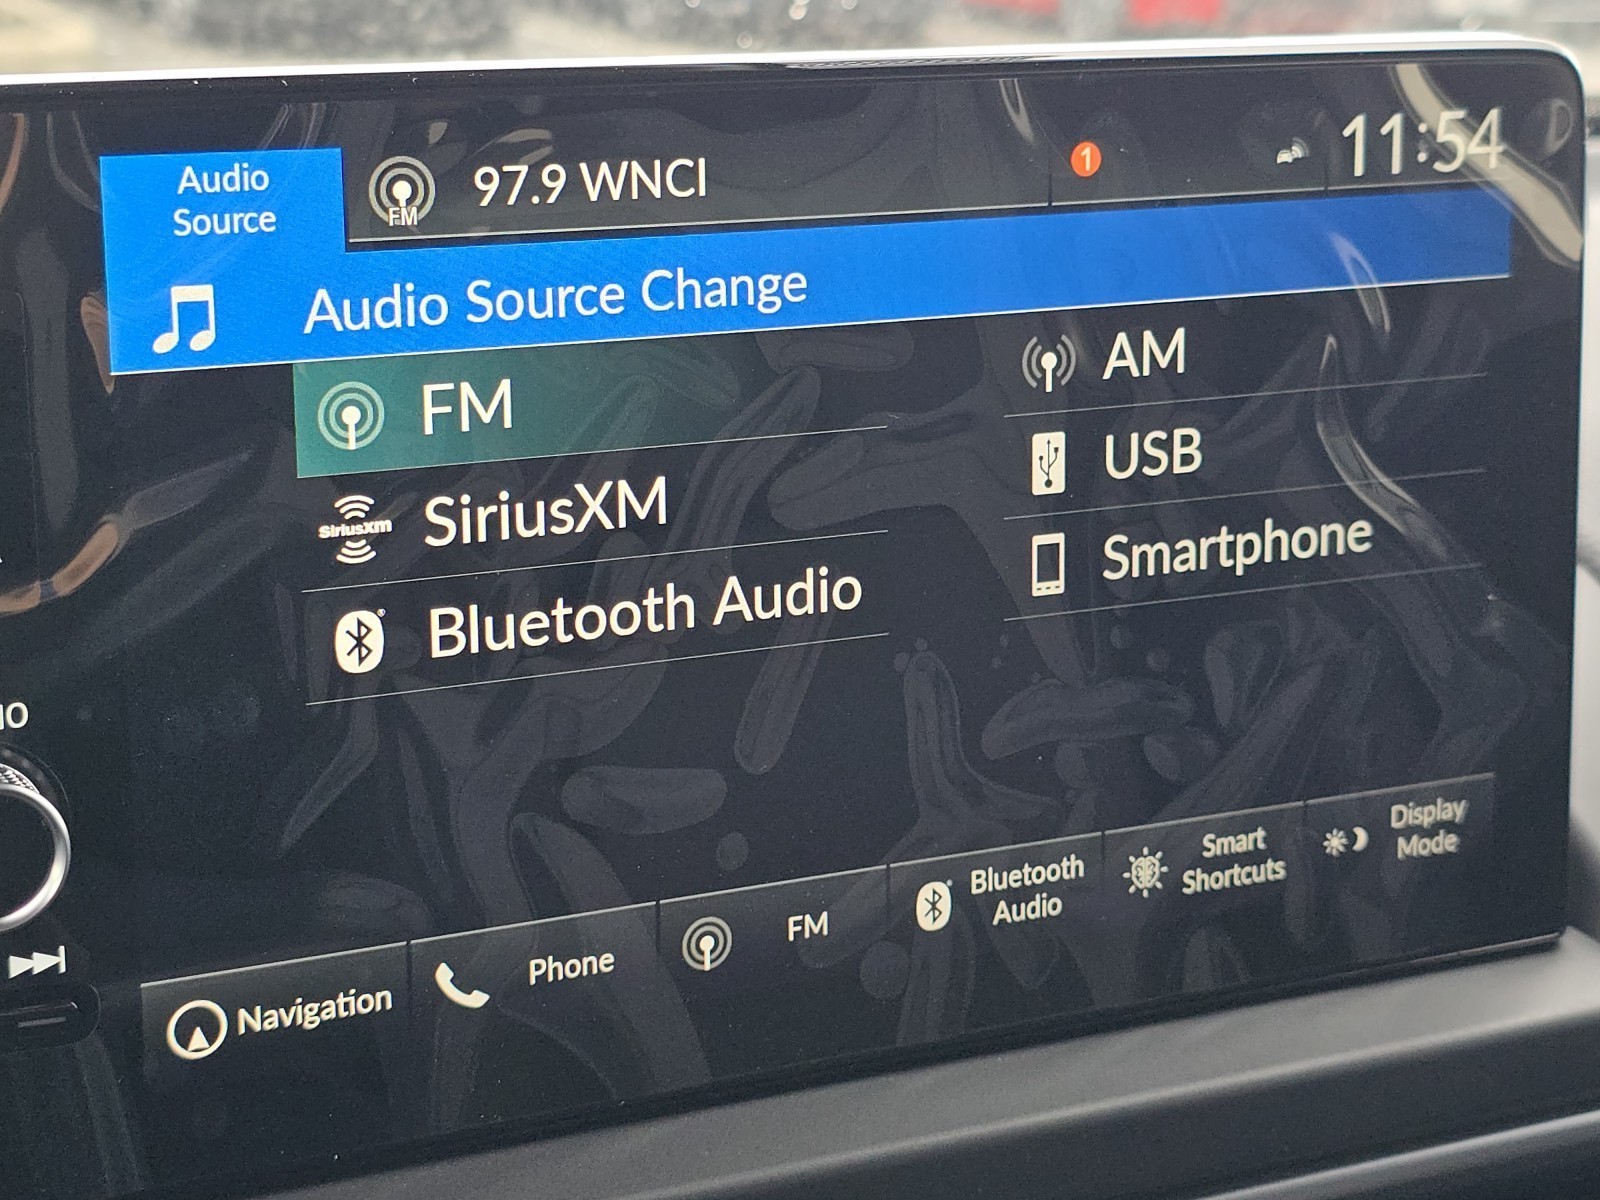 Audio
Source
FM
97.9 WNCI
1
11:54
Audio Source Change
FM
AM
SiriusXM
SiriusXM
USB
Bluetooth Audio
Smartphone
Navigation
Phone
FM
Bluetooth
Audio
Smart
Shortcuts
Display
Mode